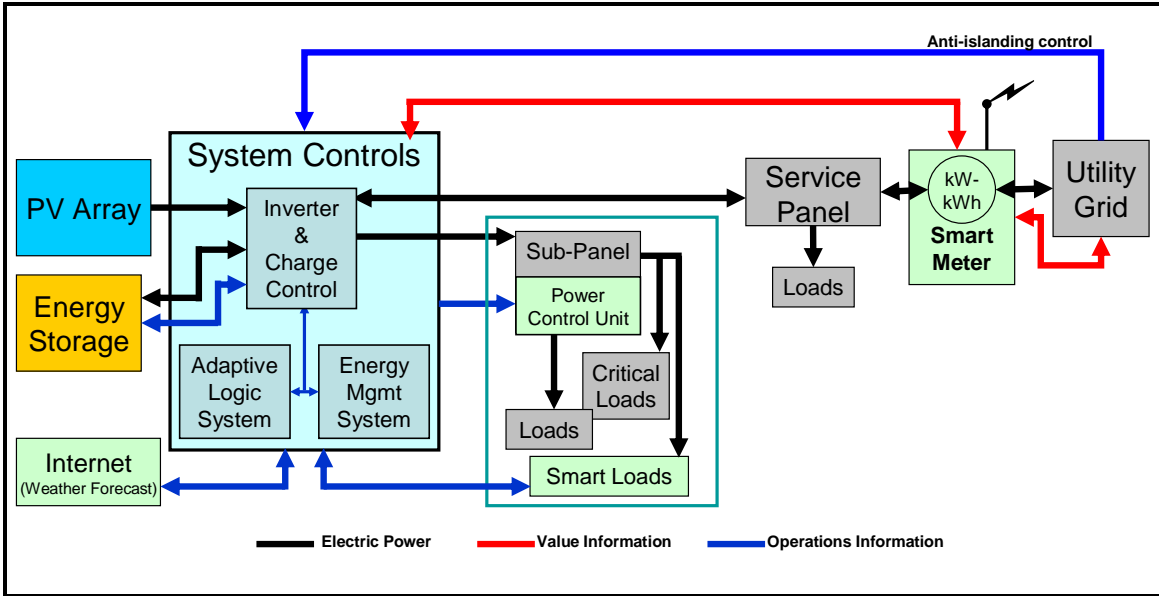 Anti-islanding control
System Controls
PV Array
Inverter
&
Charge
Control
Service
Panel
kW-
kWh
Smart
Meter
Utility
Grid
Energy
Storage
Sub-Panel
Power
Control Unit
Loads
Adaptive
Logic
System
Energy
Mgmt
System
Critical
Loads
Loads
Internet
(Weather Forecast)
Smart Loads
Electric Power
Value Information
Operations Information